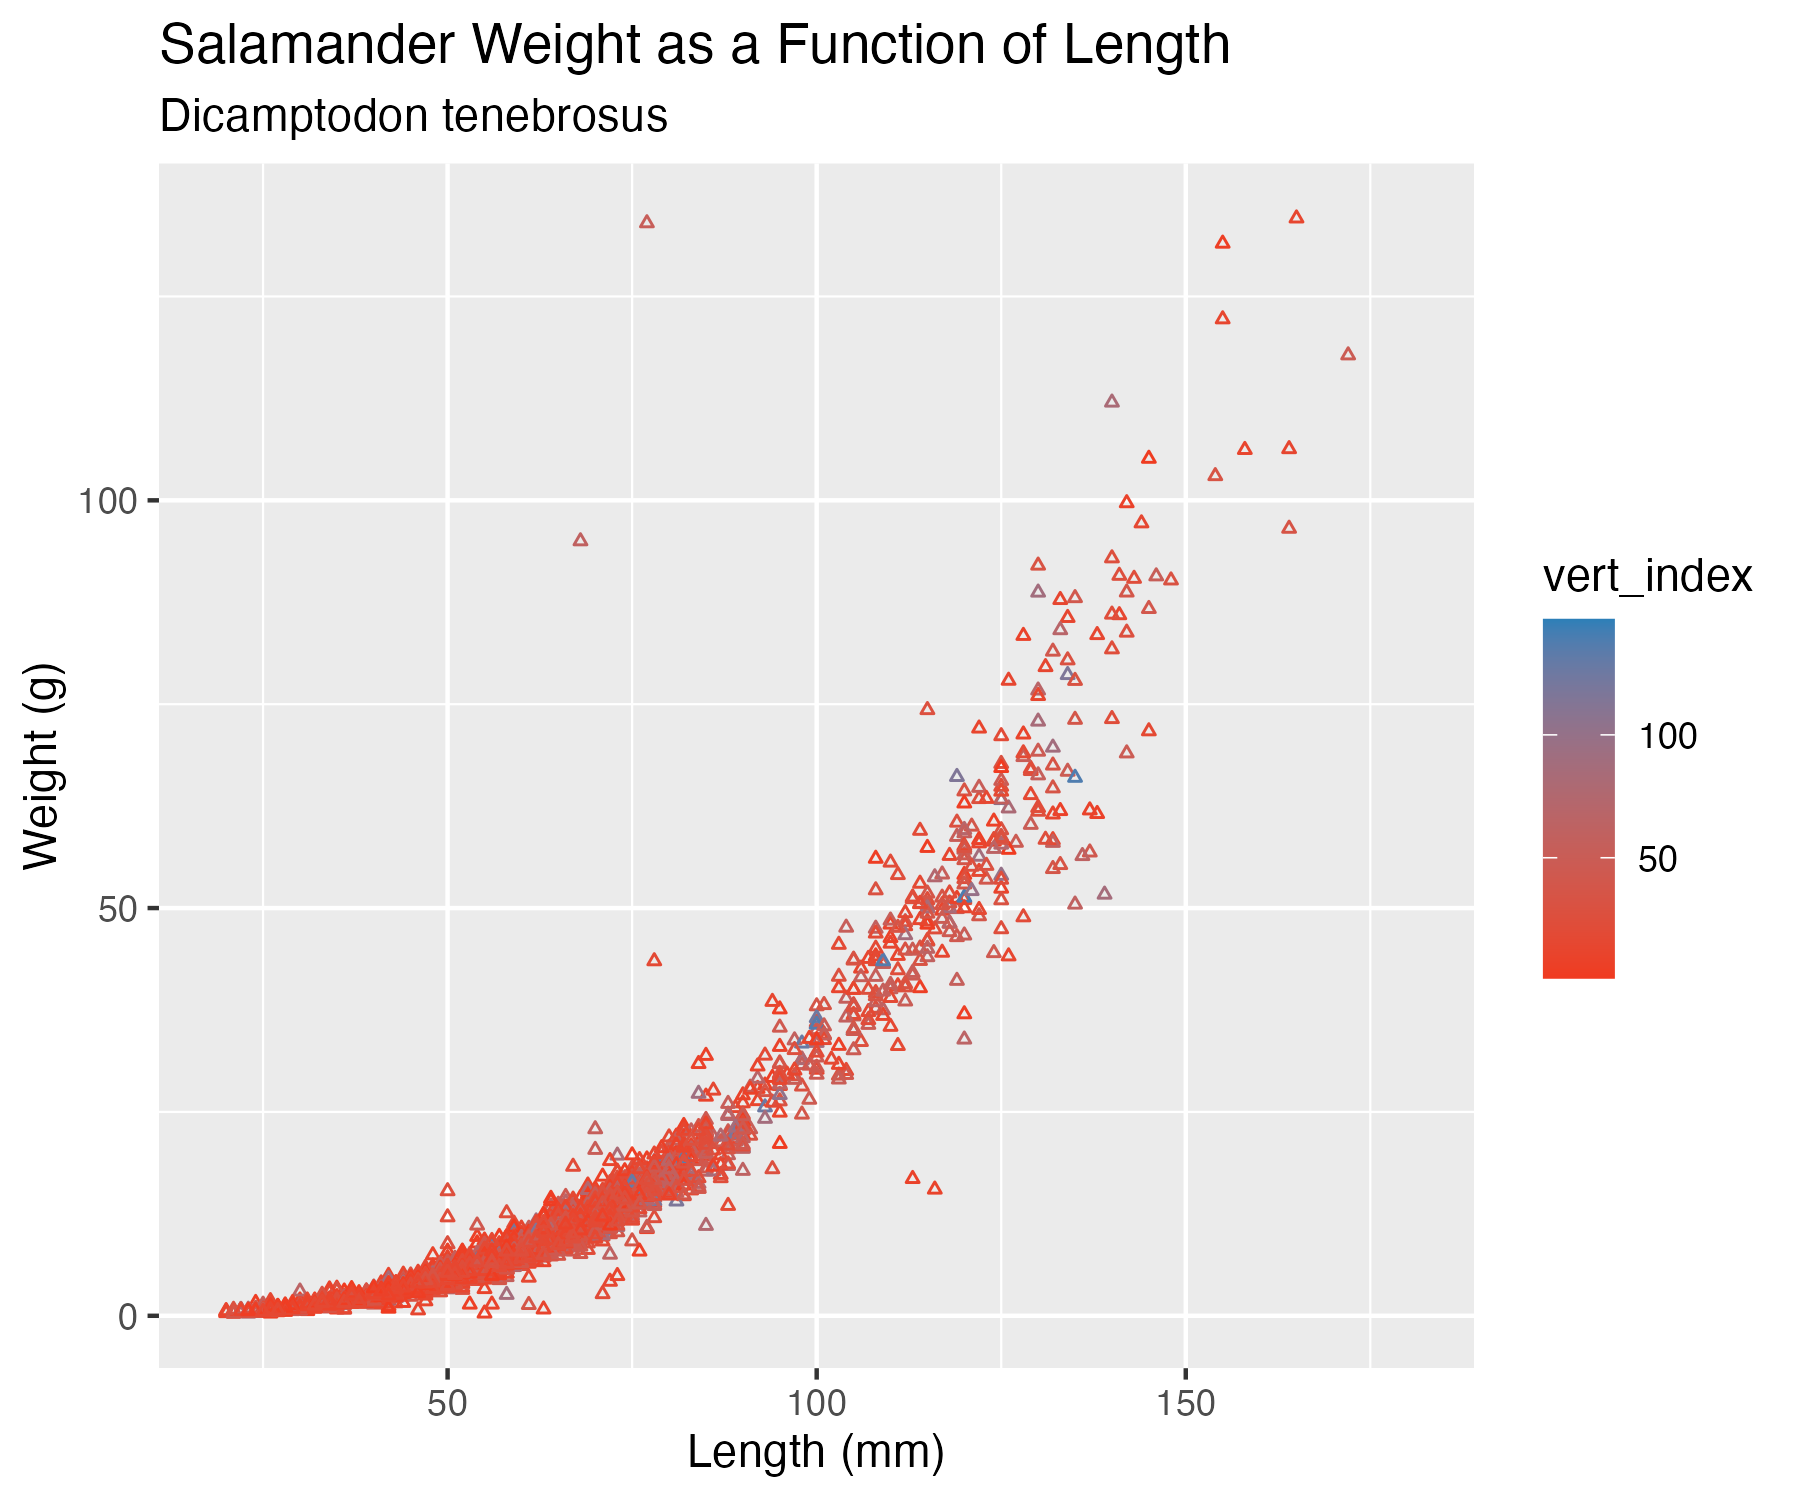 Salamander Weight as a Function of Length
Dicamptodon tenebrosus
100
50
0
Weight (g)
50 100 150
Length (mm)
vert_index
100
50